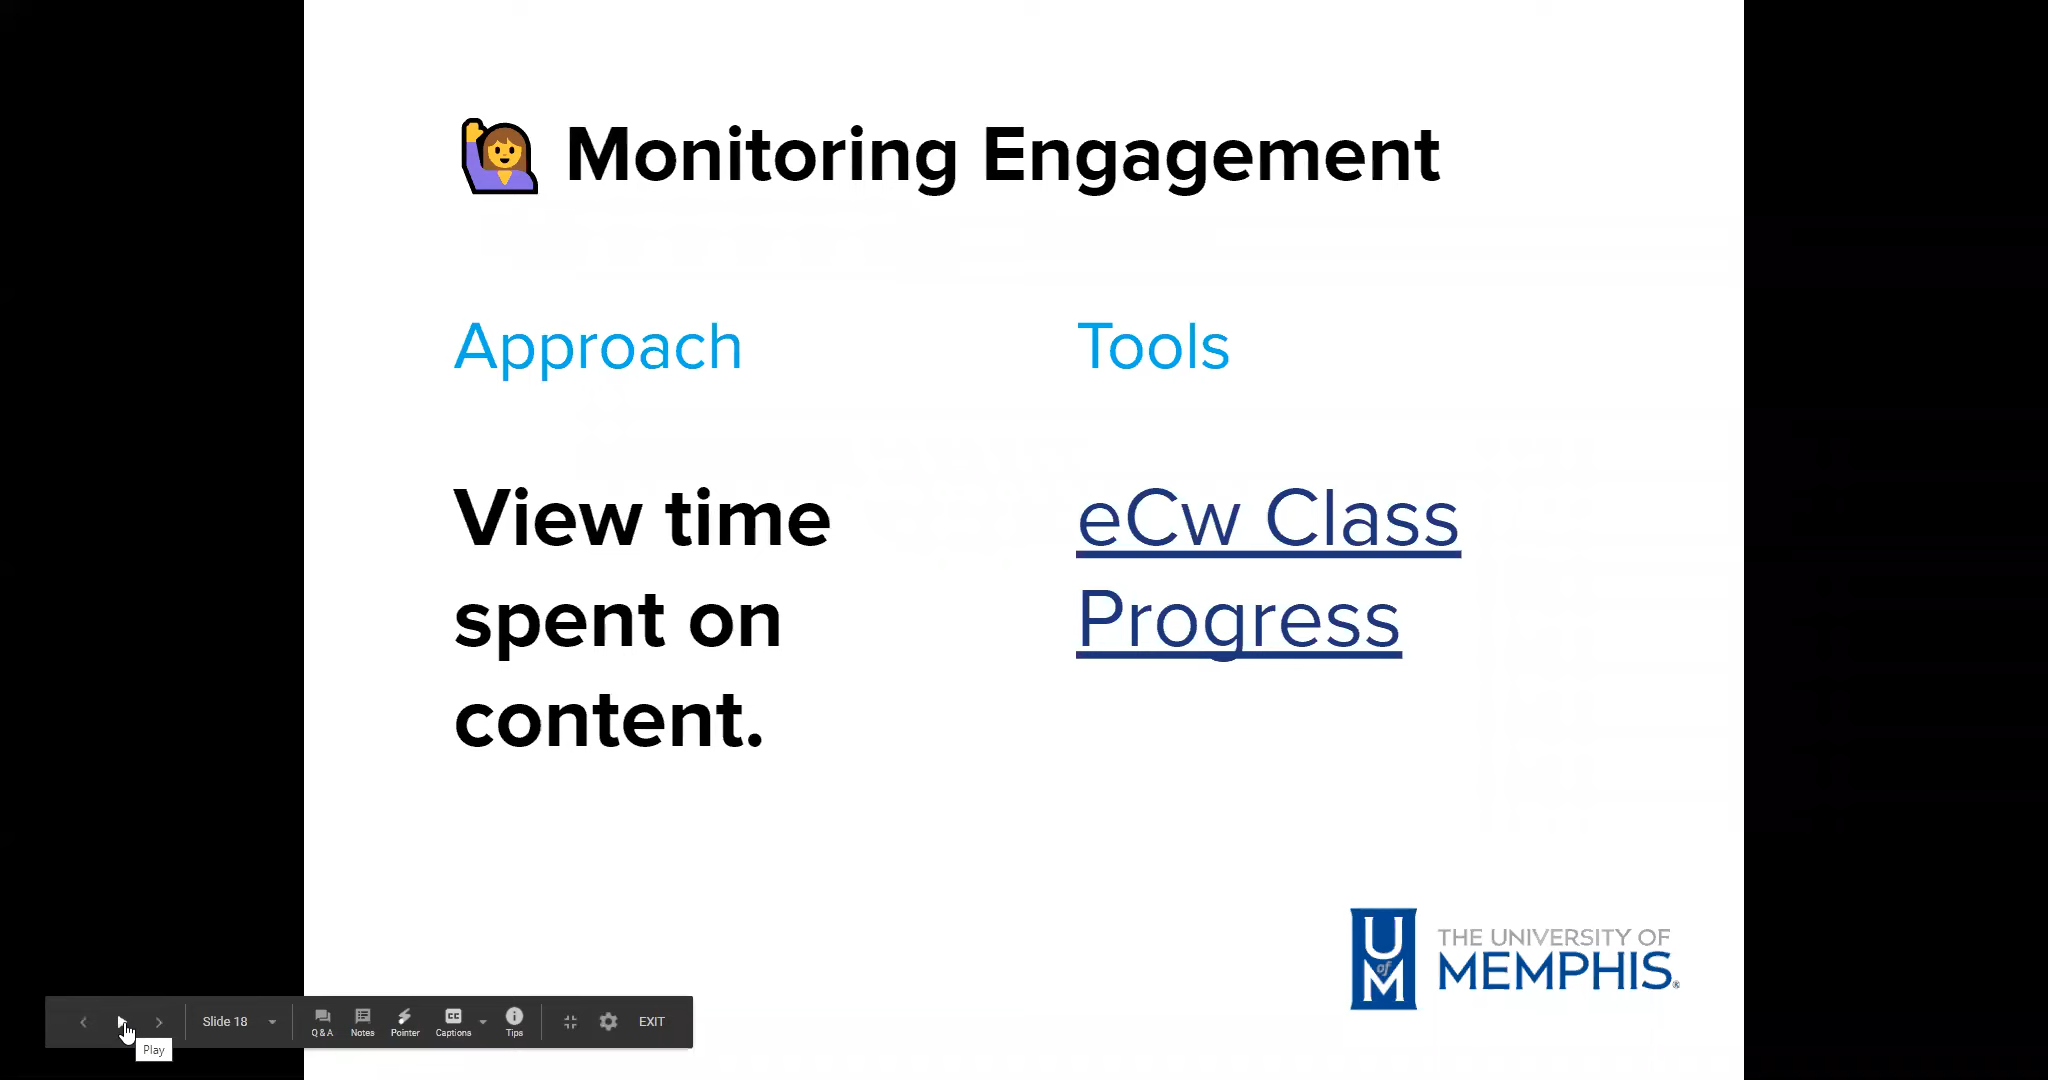 Monitoring Engagement
Approach
Tools
View time
spent on
content.
eCw Class
Progress
U
of
M
THE UNIVERSITY OF
MEMPHIS®
Slide 18
Q & A
Notes
Pointer
CC
Captions
Tips
EXIT
Play